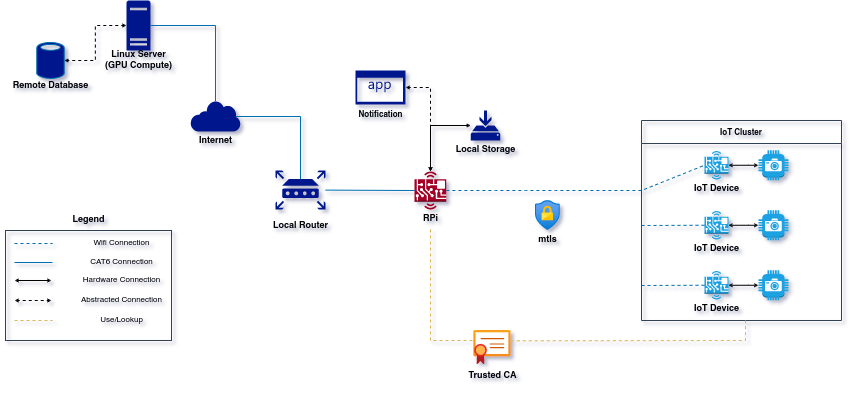 Linux Server
(GPU Compute)
Remote Database
app
Notification
Internet
Local Storage
IoT Cluster
IoT Device
Local Router
RPi
mtls
IoT Device
IoT Device
Legend
Wifi Connection
CAT6 Connection
Hardware Connection
Abstracted Connection
Use/Lookup
Trusted CA